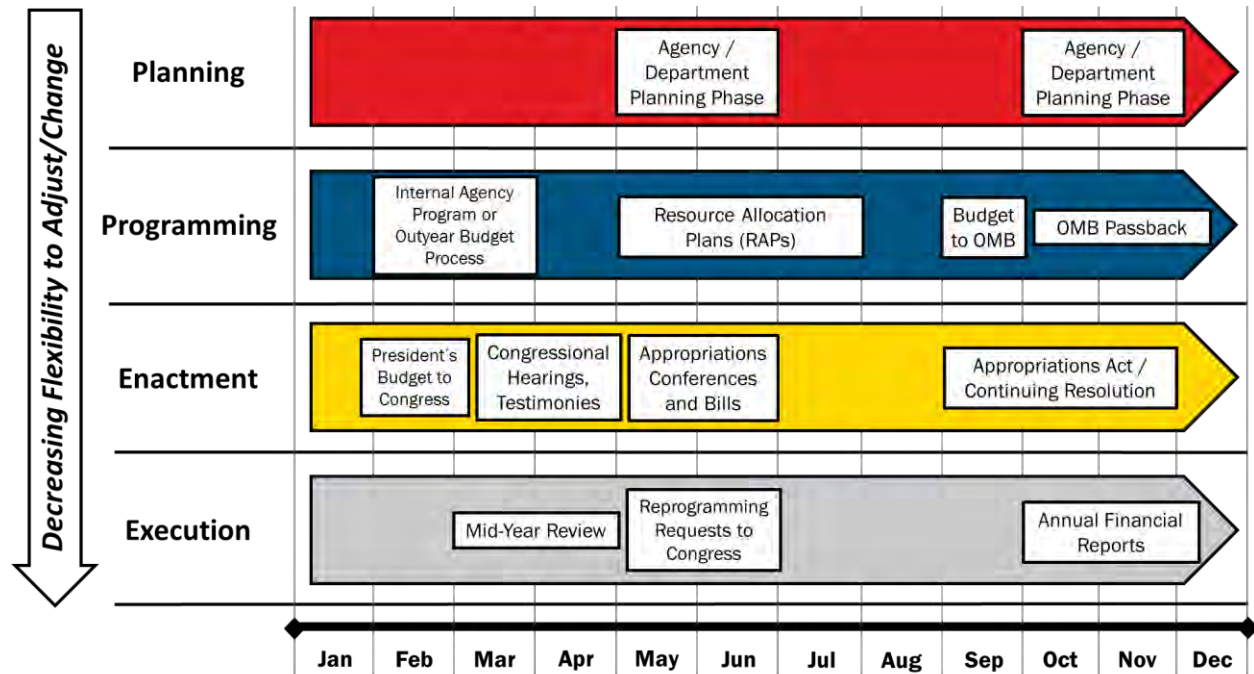 Decreasing Flexibility to Adjust/Change
Planning
Agency /
Department
Planning Phase
Agency /
Department
Planning Phase
Programming
Internal Agency
Program or
Outyear Budget
Process
Resource Allocation
Plans (RAPs)
Budget
to OMB
OMB Passback
Enactment
President's
Budget to
Congress
Congressional
Hearings,
Testimonies
Appropriations
Conferences
and Bills
Appropriations Act /
Continuing Resolution
Execution
Mid-Year Review
Reprogramming
Requests to
Congress
Annual Financial
Reports
Jan Feb Mar Apr May Jun Jul Aug Sep Oct Nov Dec